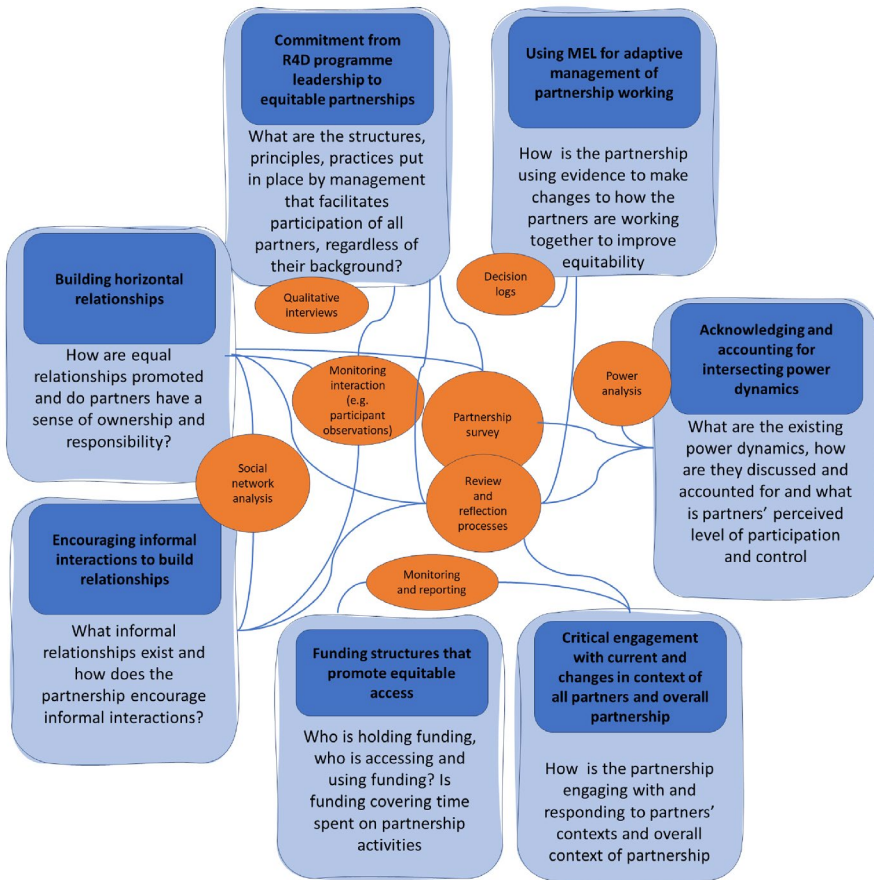 Commitment from
R4D programme
leadership to
equitable partnerships
What are the structures,
principles, practices put
in place by management
that facilitates
participation of all
partners, regardless of
their background?
Using MEL for adaptive
management of
partnership working
How is the partnership
using evidence to make
changes to how the
partners are working
together to improve
equitability
Building horizontal
relationships
How are equal
relationships promoted
and do partners have a
sense of ownership and
responsibility?
Qualitative
interviews
Decision
logs
Monitoring
interaction
(e.g.
participant
observations)
Partnership
survey
Power
analysis
Acknowledging and
accounting for
intersecting power
dynamics
What are the existing
power dynamics, how
are they discussed and
accounted for and what
is partners' perceived
level of participation
and control
Social
network
analysis
Review
and
reflection
processes
Encouraging informal
interactions to build
relationships
What informal
relationships exist and
how does the
partnership encourage
informal interactions?
Monitoring
and reporting
Funding structures that
promote equitable
access
Who is holding funding,
who is accessing and
using funding? Is
funding covering time
spent on partnership
activities
Critical engagement
with current and
changes in context of
all partners and overall
partnership
How is the partnership
engaging with and
responding to partners'
contexts and overall
context of partnership